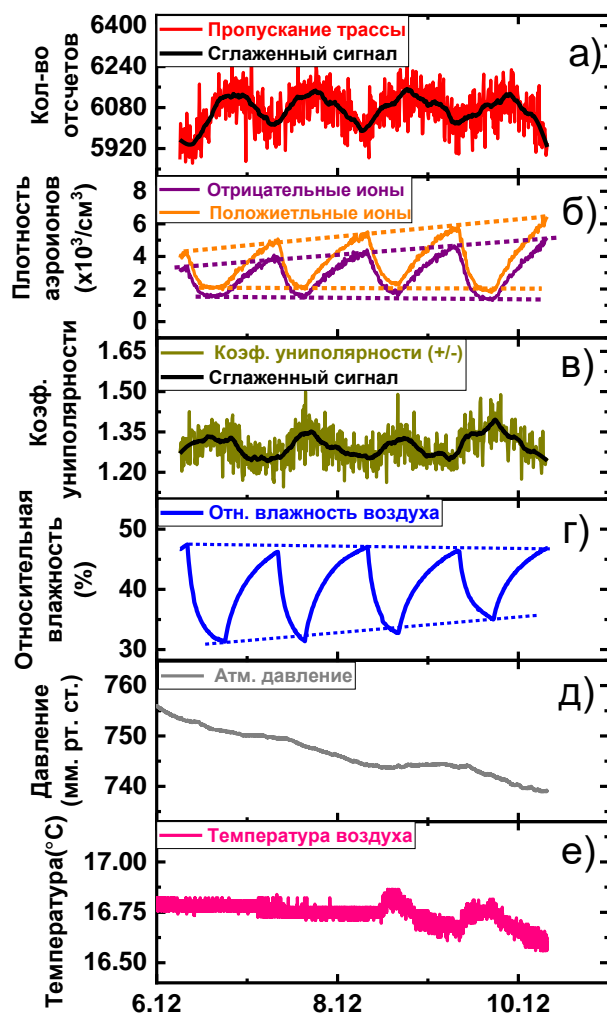 6400
6240
6080
5920
Кол-во
отсчетов
Пропускание трассы
Сглаженный сигнал
а)
8
6
4
2
0
Плотность
аэроионов
(x10³/см³)
Отрицательные ионы
Положиетльные ионы
б)
1.65
1.50
1.35
1.20
Коэф.
униполярности
Коэф. униполярности (+/-)
Сглаженный сигнал
в)
50
40
30
Относительная
влажность
(%)
Отн. влажность воздуха
г)
760
750
740
Давление
(мм. рт. ст.)
Атм. давление
д)
17.00
16.75
16.50
Температура(°C)
Температура воздуха
е)
6.12
8.12
10.12